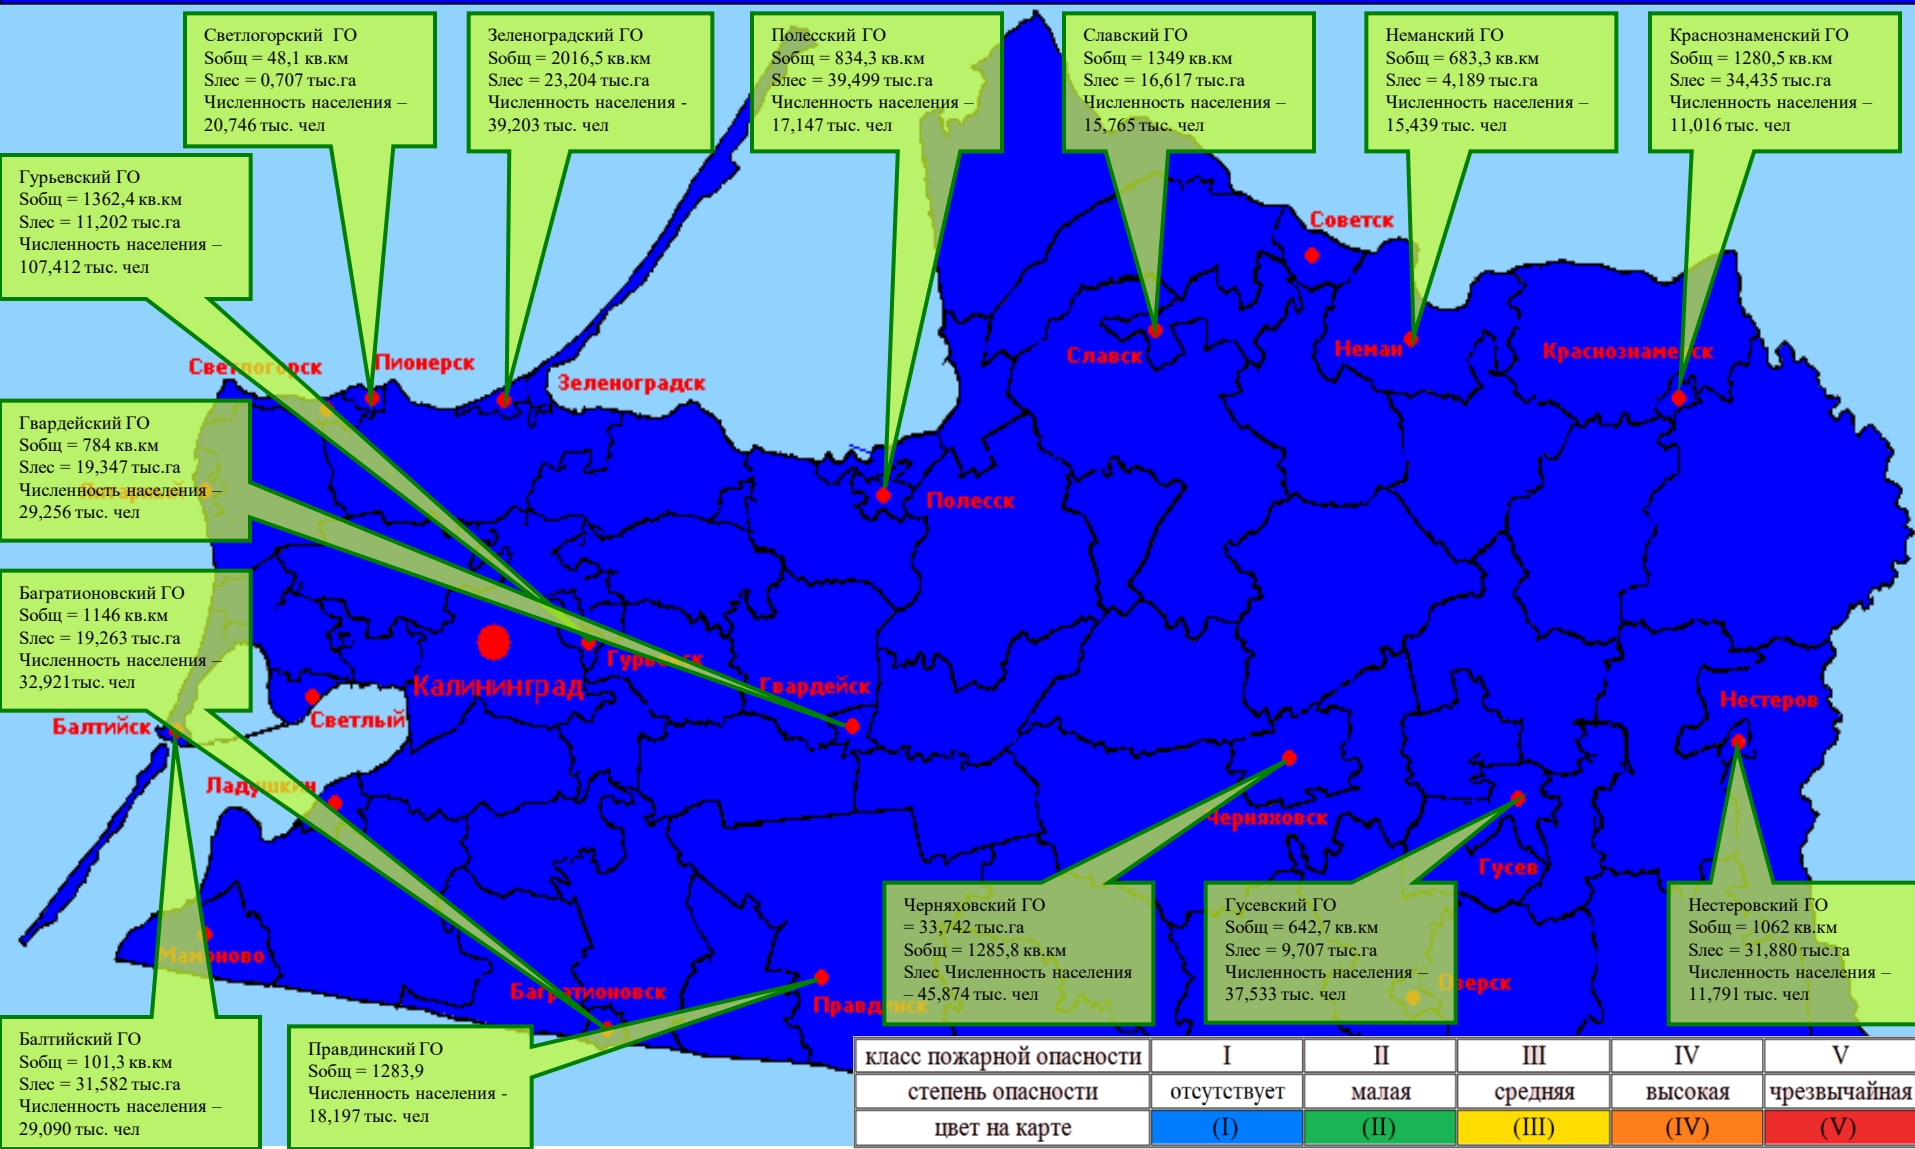 Светлогорский ГО
Sобщ = 48,1 кв.км
Sлес = 0,707 тыс.га
Численность населения –
20,746 тыс. чел
Зеленоградский ГО
Sобщ = 2016,5 кв.км
Sлес = 23,204 тыс.га
Численность населения -
39,203 тыс. чел
Полесский ГО
Sобщ = 834,3 кв.км
Sлес = 39,499 тыс.га
Численность населения –
17,147 тыс. чел
Славский ГО
Sобщ = 1349 кв.км
Sлес = 16,617 тыс.га
Численность населения –
15,765 тыс. чел
Неманский ГО
Sобщ = 683,3 кв.км
Sлес = 4,189 тыс.га
Численность населения –
15,439 тыс. чел
Краснознаменский ГО
Sобщ = 1280,5 кв.км
Sлес = 34,435 тыс.га
Численность населения –
11,016 тыс. чел
Гурьевский ГО
Sобщ = 1362,4 кв.км
Sлес = 11,202 тыс.га
Численность населения –
107,412 тыс. чел
Советск
Славск
Неман
Краснознаменск
Светлогорск
Пионерск
Зеленоградск
Гвардейский ГО
Sобщ = 784 кв.км
Sлес = 19,347 тыс.га
Численность населения –
29,256 тыс. чел
Янтарный
Полесск
Багратионовский ГО
Sобщ = 1146 кв.км
Sлес = 19,263 тыс.га
Численность населения –
32,921тыс. чел
Гурьевск
Калининград
Гвардейск
Нестеров
Светлый
Балтийск
Ладушкин
Черняховск
Гусев
Мамоново
Багратионовск
Правдинск
Озерск
Черняховский ГО
= 33,742 тыс.га
Sобщ = 1285,8 кв.км
Sлес Численность населения
– 45,874 тыс. чел
Гусевский ГО
Sобщ = 642,7 кв.км
Sлес = 9,707 тыс.га
Численность населения –
37,533 тыс. чел
Нестеровский ГО
Sобщ = 1062 кв.км
Sлес = 31,880 тыс.га
Численность населения –
11,791 тыс. чел
Балтийский ГО
Sобщ = 101,3 кв.км
Sлес = 31,582 тыс.га
Численность населения –
29,090 тыс. чел
Правдинский ГО
Sобщ = 1283,9
Численность населения -
18,197 тыс. чел
класс пожарной опасности I II III IV V
степень опасности отсутствует малая средняя высокая чрезвычайная
цвет на карте (I) (II) (III) (IV) (V)